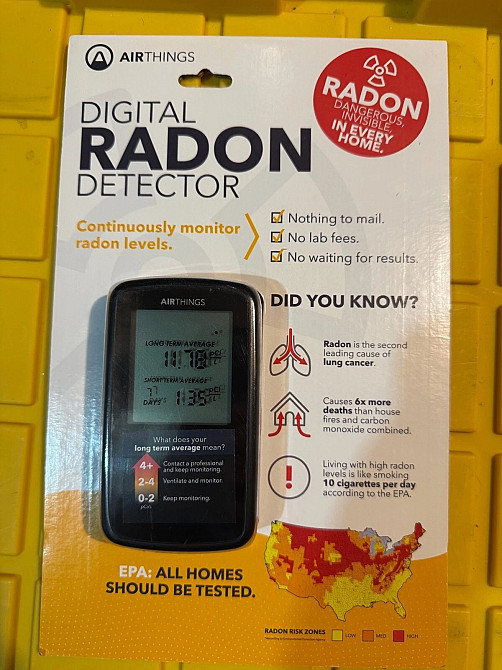 AIRTHINGS
RADON
DANGEROUS,
INVISIBLE,
IN EVERY
HOME.
DIGITAL
RADON
DETECTOR
Continuously monitor
radon levels.
Nothing to mail.
No lab fees.
No waiting for results.
AIRTHINGS
LONG TERM AVERAGE
pCi
SHORT TERM AVERAGE
DAYS
What does your
long term average mean?
4+ Contact a professional
and keep monitoring.
2-4 Ventilate and monitor.
0-2 Keep monitoring.
pCi/L
DID YOU KNOW?
Radon is the second
leading cause of
lung cancer.
Causes 6x more
deaths than house
fires and carbon
monoxide combined.
Living with high radon
levels is like smoking
10 cigarettes per day
according to the EPA.
EPA: ALL HOMES
SHOULD BE TESTED.
RADON RISK ZONES
LOW MED HIGH